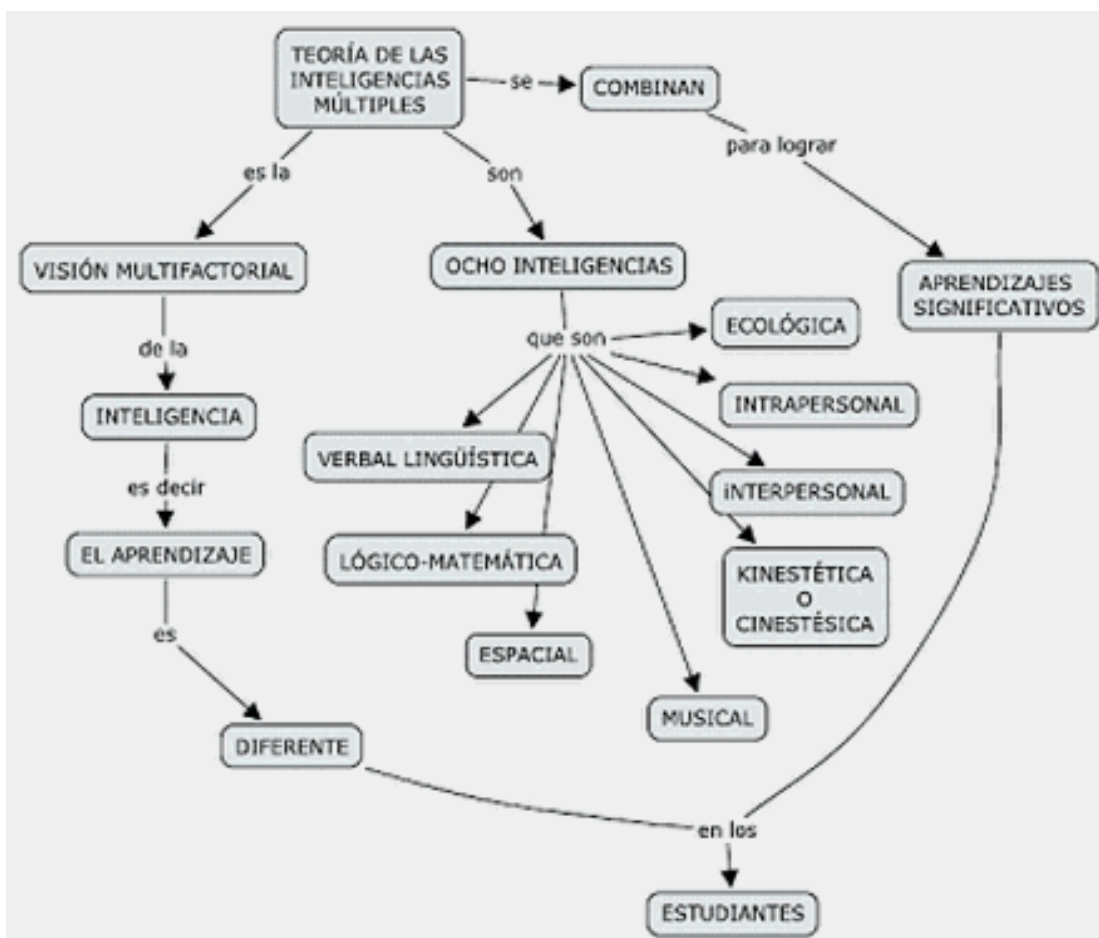 TEORÍA DE LAS
INTELIGENCIAS
MÚLTIPLES
se
COMBINAN
para lograr
es la
son
VISIÓN MULTIFACTORIAL
OCHO INTELIGENCIAS
APRENDIZAJES
SIGNIFICATIVOS
de la
que son
ECOLÓGICA
INTELIGENCIA
INTRAPERSONAL
VERBAL LINGÜÍSTICA
es decir
iNTERPERSONAL
EL APRENDIZAJE
LÓGICO-MATEMÁTICA
KINESTÉTICA
O
CINESTÉSICA
es
ESPACIAL
MUSICAL
DIFERENTE
en los
ESTUDIANTES